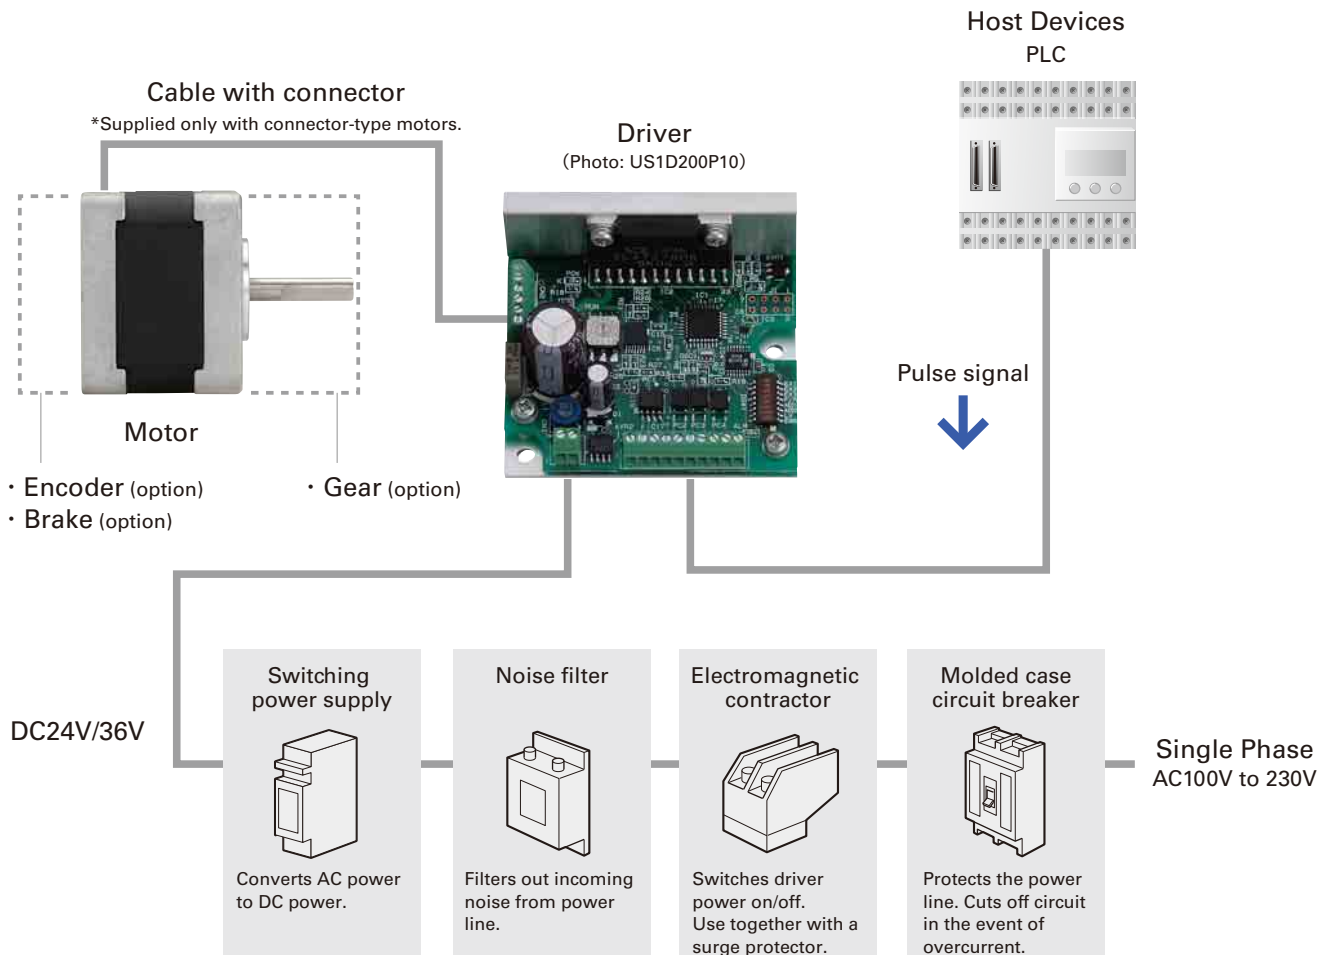 Host Devices
PLC
Cable with connector
*Supplied only with connector-type motors.
Driver
(Photo: US1D200P10)
Pulse signal
Motor
・Encoder (option)
・Brake (option)
・Gear (option)
DC24V/36V
Switching
power supply
Converts AC power
to DC power.
Noise filter
Filters out incoming
noise from power
line.
Electromagnetic
contractor
Switches driver
power on/off.
Use together with a
surge protector.
Molded case
circuit breaker
Protects the power
line. Cuts off circuit
in the event of
overcurrent.
Single Phase
AC100V to 230V